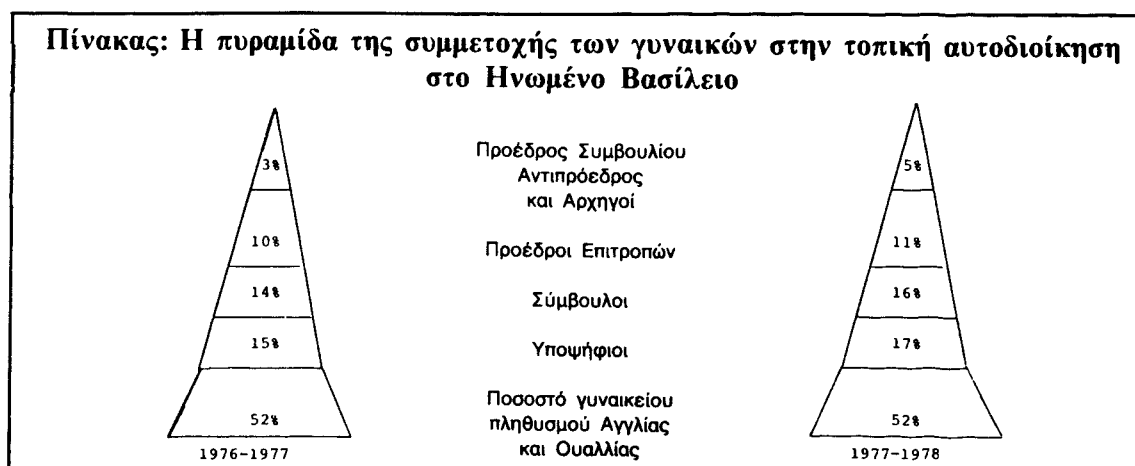 Πίνακας: Η πυραμίδα της συμμετοχής των γυναικών στην τοπική αυτοδιοίκηση
στο Ηνωμένο Βασίλειο
3%
Προέδρος Συμβουλίου
Αντιπρόεδρος
και Αρχηγοί
5%
10%
Προέδροι Επιτροπών
11%
14%
Σύμβουλοι
16%
15%
Υποψήφιοι
17%
52%
Ποσοστό γυναικείου
πληθυσμού Αγγλίας
και Ουαλλίας
52%
1976-1977
1977-1978